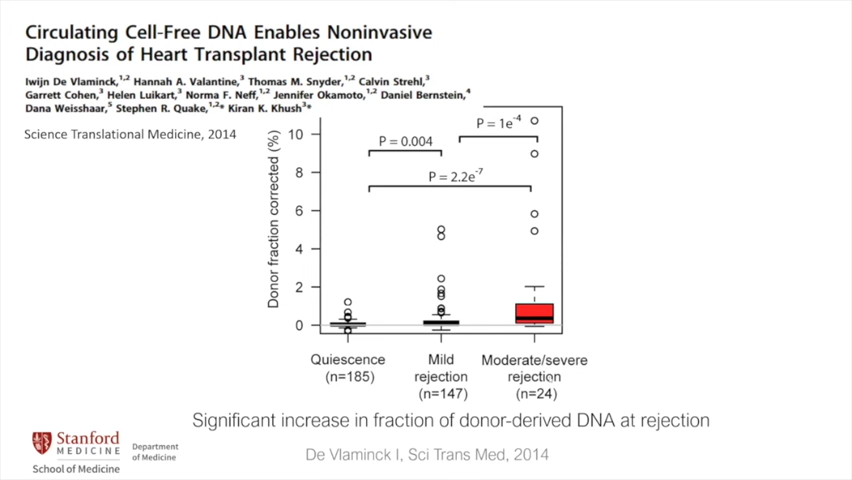 Circulating Cell-Free DNA Enables Noninvasive
Diagnosis of Heart Transplant Rejection
Iwijn De Vlaminck,1,2 Hannah A. Valantine,3 Thomas M. Snyder,1,2 Calvin Strehl,3
Garrett Cohen,3 Helen Luikart,3 Norma F. Neff,1,2 Jennifer Okamoto,1,2 Daniel Bernstein,4
Dana Weisshaar,5 Stephen R. Quake,1,2* Kiran K. Khush3*
Science Translational Medicine, 2014
Donor fraction corrected (%)
10
8
6
4
2
0
P = 0.004
P = 1e-4
P = 2.2e-7
Quiescence
(n=185)
Mild
rejection
(n=147)
Moderate/severe
rejection
(n=24)
Significant increase in fraction of donor-derived DNA at rejection
De Vlaminck I, Sci Trans Med, 2014
Stanford
MEDICINE
School of Medicine
Department
of Medicine